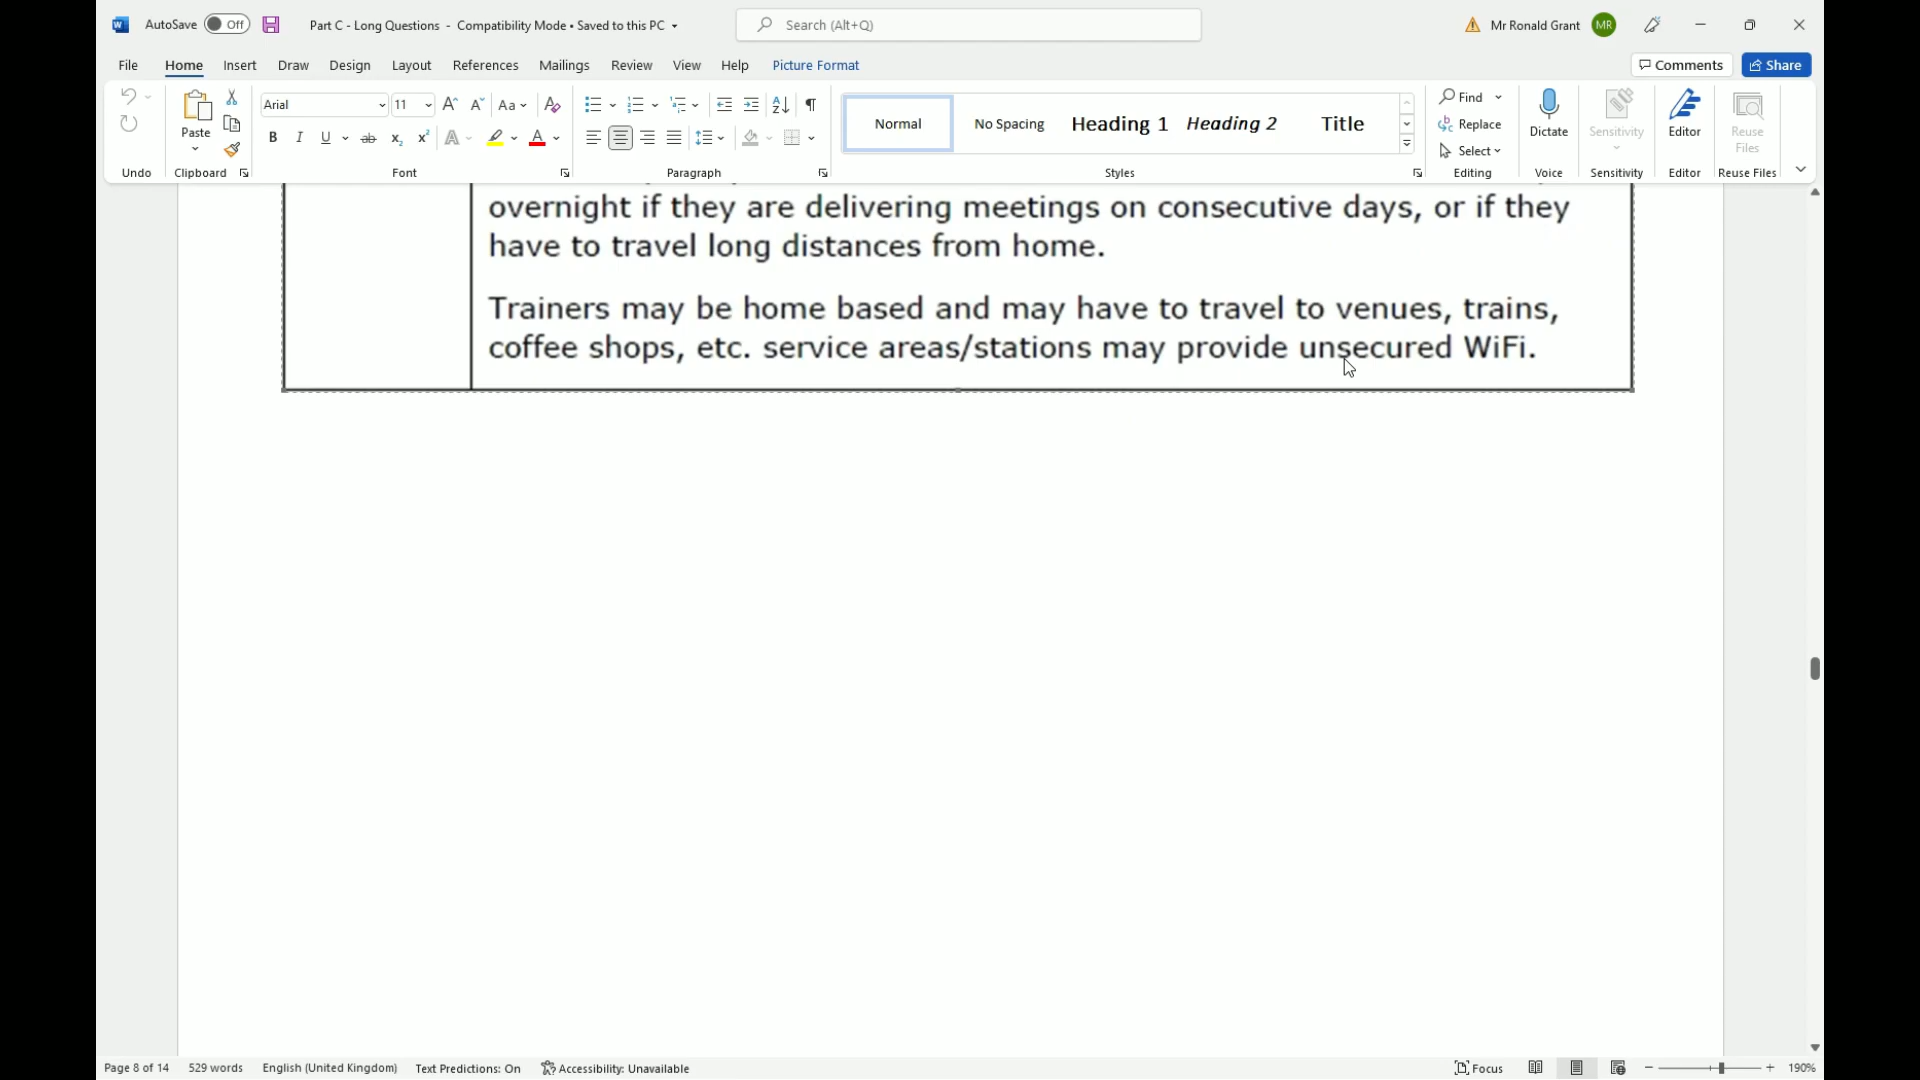 AutoSave Off Part C - Long Questions - Compatibility Mode • Saved to this PC Search (Alt+Q) Mr Ronald Grant MR
File Home Insert Draw Design Layout References Mailings Review View Help Picture Format Comments Share
Paste
Arial 11
Normal No Spacing Heading 1 Heading 2 Title
Find
Replace
Select
Dictate
Sensitivity
Editor
Reuse
Files
Undo Clipboard Font Paragraph Styles Editing Voice Sensitivity Editor Reuse Files
overnight if they are delivering meetings on consecutive days, or if they
have to travel long distances from home.
Trainers may be home based and may have to travel to venues, trains,
coffee shops, etc. service areas/stations may provide unsecured WiFi.
Page 8 of 14 529 words English (United Kingdom) Text Predictions: On Accessibility: Unavailable Focus 190%